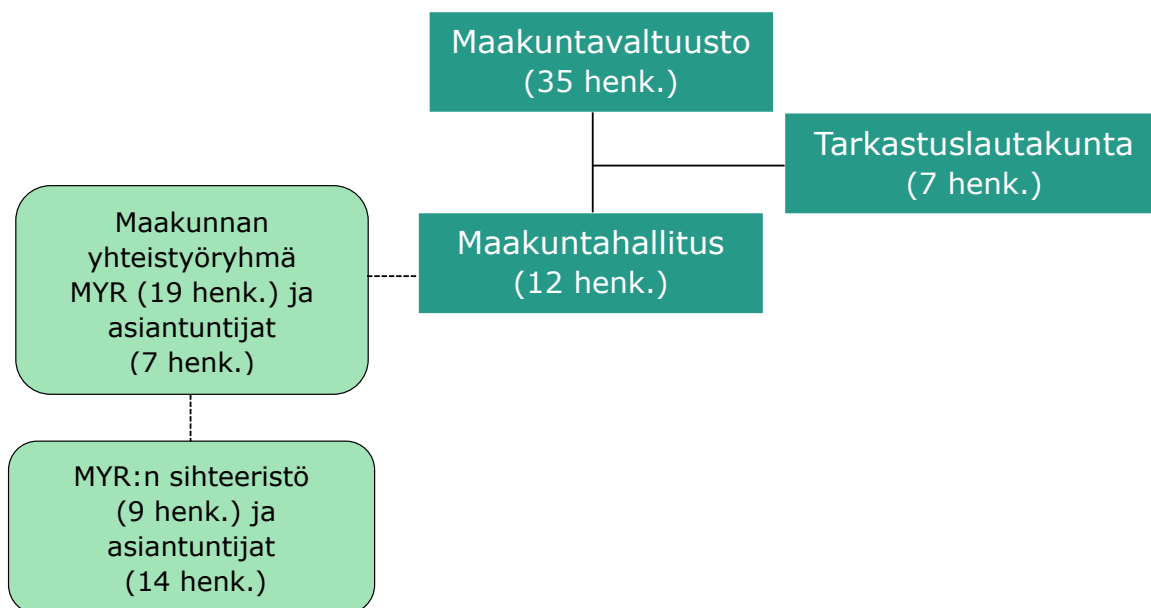 Maakuntavaltuusto
(35 henk.)
Tarkastuslautakunta
(7 henk.)
Maakuntahallitus
(12 henk.)
Maakunnan
yhteistyöryhmä
MYR (19 henk.) ja
asiantuntijat
(7 henk.)
MYR:n sihteeristö
(9 henk.) ja
asiantuntijat
(14 henk.)